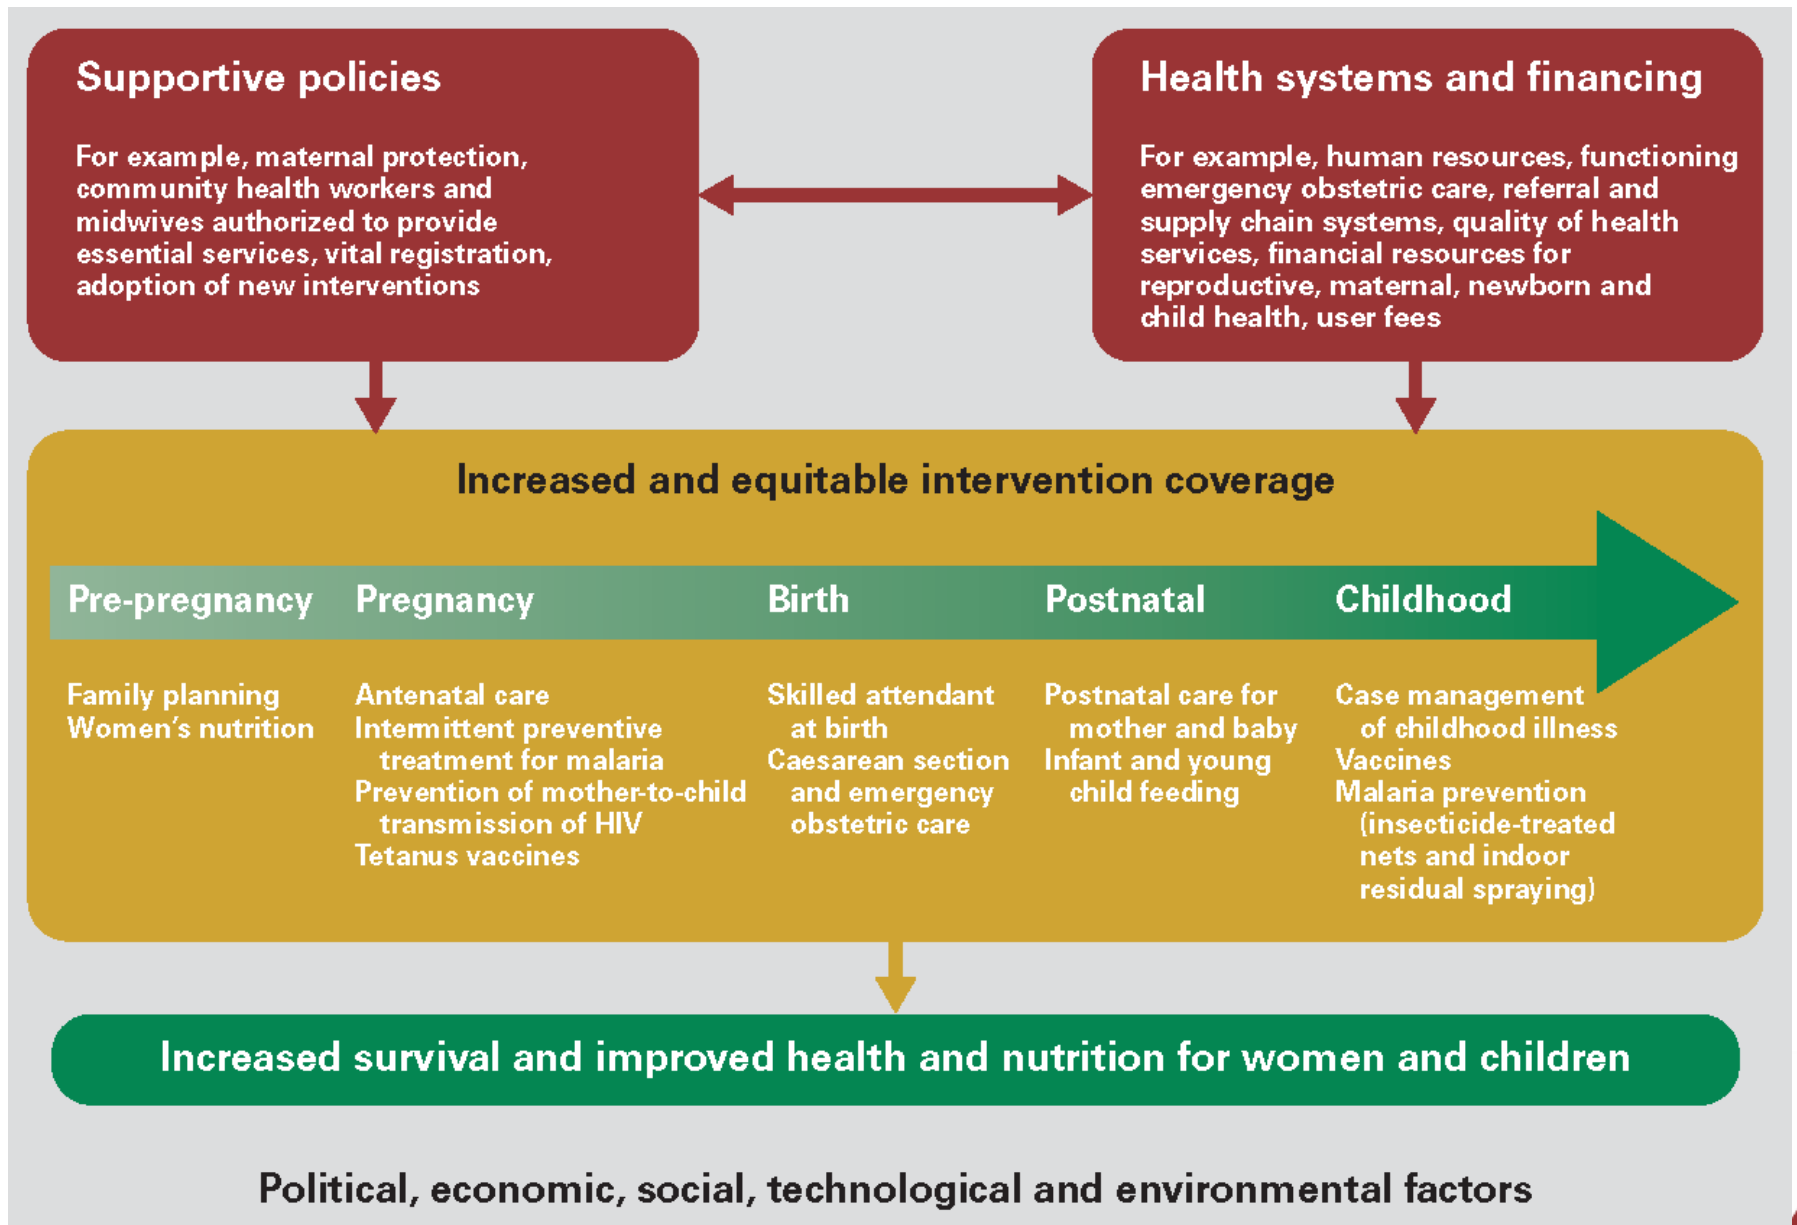 Supportive policies
For example, maternal protection,
community health workers and
midwives authorized to provide
essential services, vital registration,
adoption of new interventions
Health systems and financing
For example, human resources, functioning
emergency obstetric care, referral and
supply chain systems, quality of health
services, financial resources for
reproductive, maternal, newborn and
child health, user fees
Increased and equitable intervention coverage
Pre-pregnancy
Family planning
Women's nutrition
Pregnancy
Antenatal care
Intermittent preventive
treatment for malaria
Prevention of mother-to-child
transmission of HIV
Tetanus vaccines
Birth
Skilled attendant
at birth
Caesarean section
and emergency
obstetric care
Postnatal
Postnatal care for
mother and baby
Infant and young
child feeding
Childhood
Case management
of childhood illness
Vaccines
Malaria prevention
(insecticide-treated
nets and indoor
residual spraying)
Increased survival and improved health and nutrition for women and children
Political, economic, social, technological and environmental factors